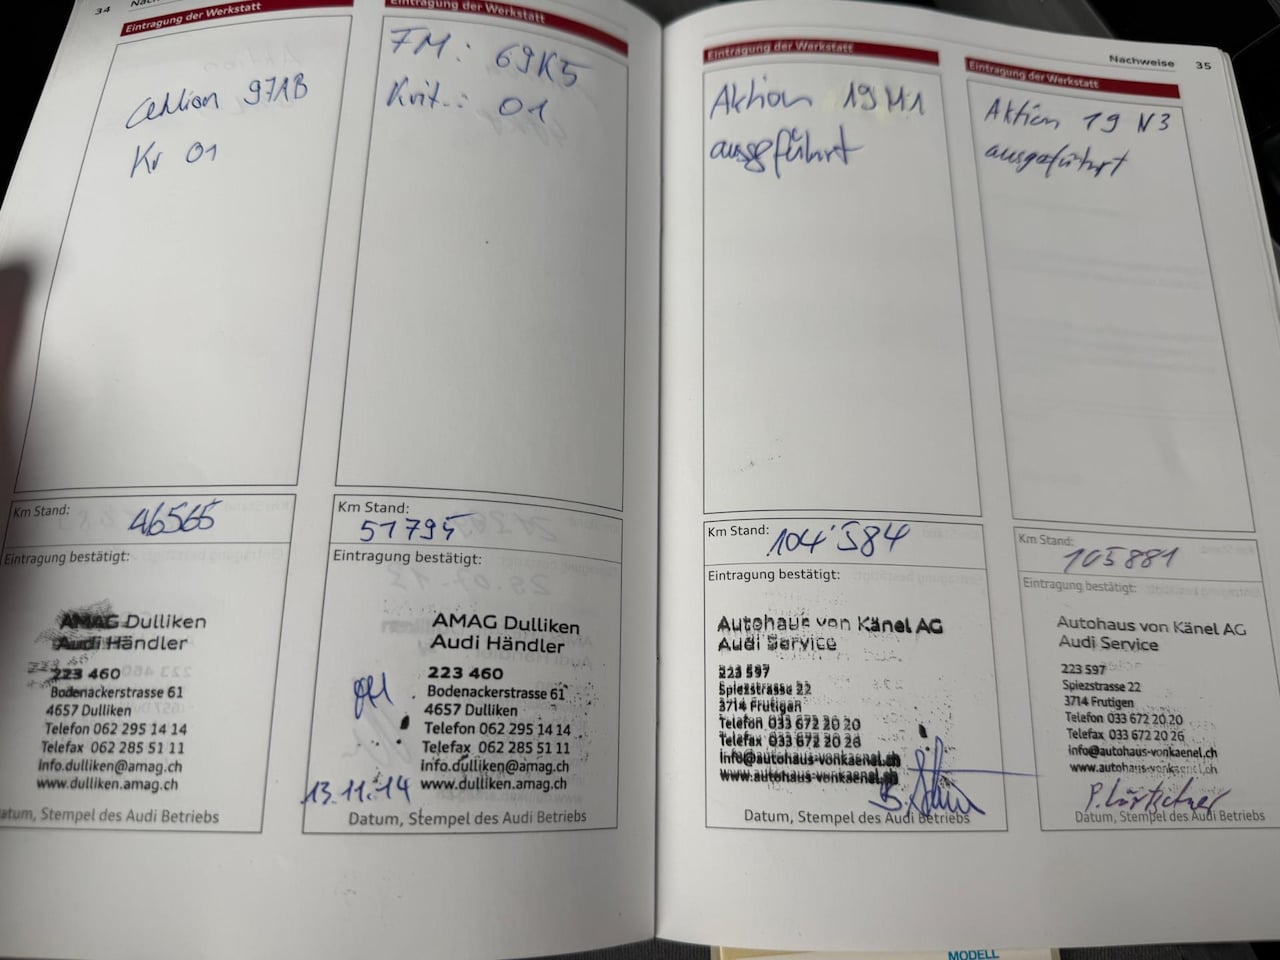 34
Eintragung der Werkstatt
Aktion 97AB
Kr 01
Km Stand:
46565
Eintragung bestätigt:
AMAG Dulliken
Audi Händler
223 460
Bodenackerstrasse 61
4657 Dulliken
Telefon 062 295 14 14
Telefax 062 285 51 11
Info.dulliken@amag.ch
www.dulliken.amag.ch
Datum, Stempel des Audi Betriebs
Eintragung der Werkstatt
FM: 69K5
Krit.: 01
Km Stand:
51795
Eintragung bestätigt:
AMAG Dulliken
Audi Händler
223 460
Bodenackerstrasse 61
4657 Dulliken
Telefon 062 295 14 14
Telefax 062 285 51 11
Info.dulliken@amag.ch
13.11.14 www.dulliken.amag.ch
Datum, Stempel des Audi Betriebs
Eintragung der Werkstatt
Aktion 19M1
ausgeführt
Km Stand:
104'584
Eintragung bestätigt:
Autohaus von Känel AG
Audi Service
223 597
Spiezstrasse 22
3714 Frutigen
Telefon 033 672 20 20
Telefax 033 672 20 26
info@autohaus-vonkaenel.ch
www.autohaus-vonkaenel.ch
Datum, Stempel des Audi Betriebs
Nachweise 35
Eintragung der Werkstatt
Aktion 19 N3
ausgeführt
Km Stand:
105881
Eintragung bestätigt:
Autohaus von Känel AG
Audi Service
223 597
Spiezstrasse 22
3714 Frutigen
Telefon 033 672 20 20
Telefax 033 672 20 26
info@autohaus-vonkaenel.ch
www.autohaus-vonkaenel.ch
Datum, Stempel des Audi Betriebs
MODELL